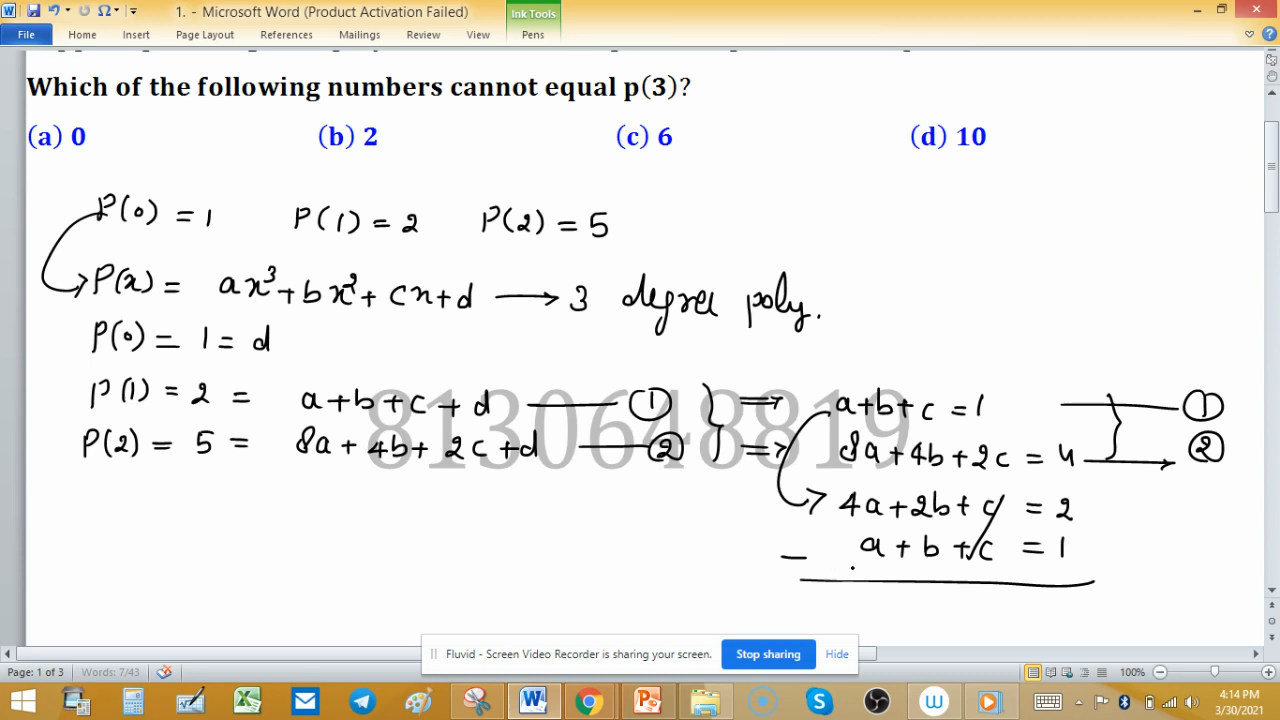 1. - Microsoft Word (Product Activation Failed)
Ink Tools
File Home Insert Page Layout References Mailings Review View Pens
Which of the following numbers cannot equal p(3)?
(a) 0 (b) 2 (c) 6 (d) 10
P(0) = 1 P(1) = 2 P(2) = 5
P(x) = ax³+bx²+cx+d → 3 degree poly.
P(0) = 1 = d
P(1) = 2 = a+b+c+d ① ⇒ a+b+c = 1 ①
8130648819
P(2) = 5 = 8a+4b+2c+d ② ⇒ 8a+4b+2c = 4 ②
4a+2b+c = 2
− a+b+c = 1
Fluvid - Screen Video Recorder is sharing your screen. Stop sharing Hide
Page: 1 of 3 Words: 7/43 100%
4:14 PM
3/30/2021